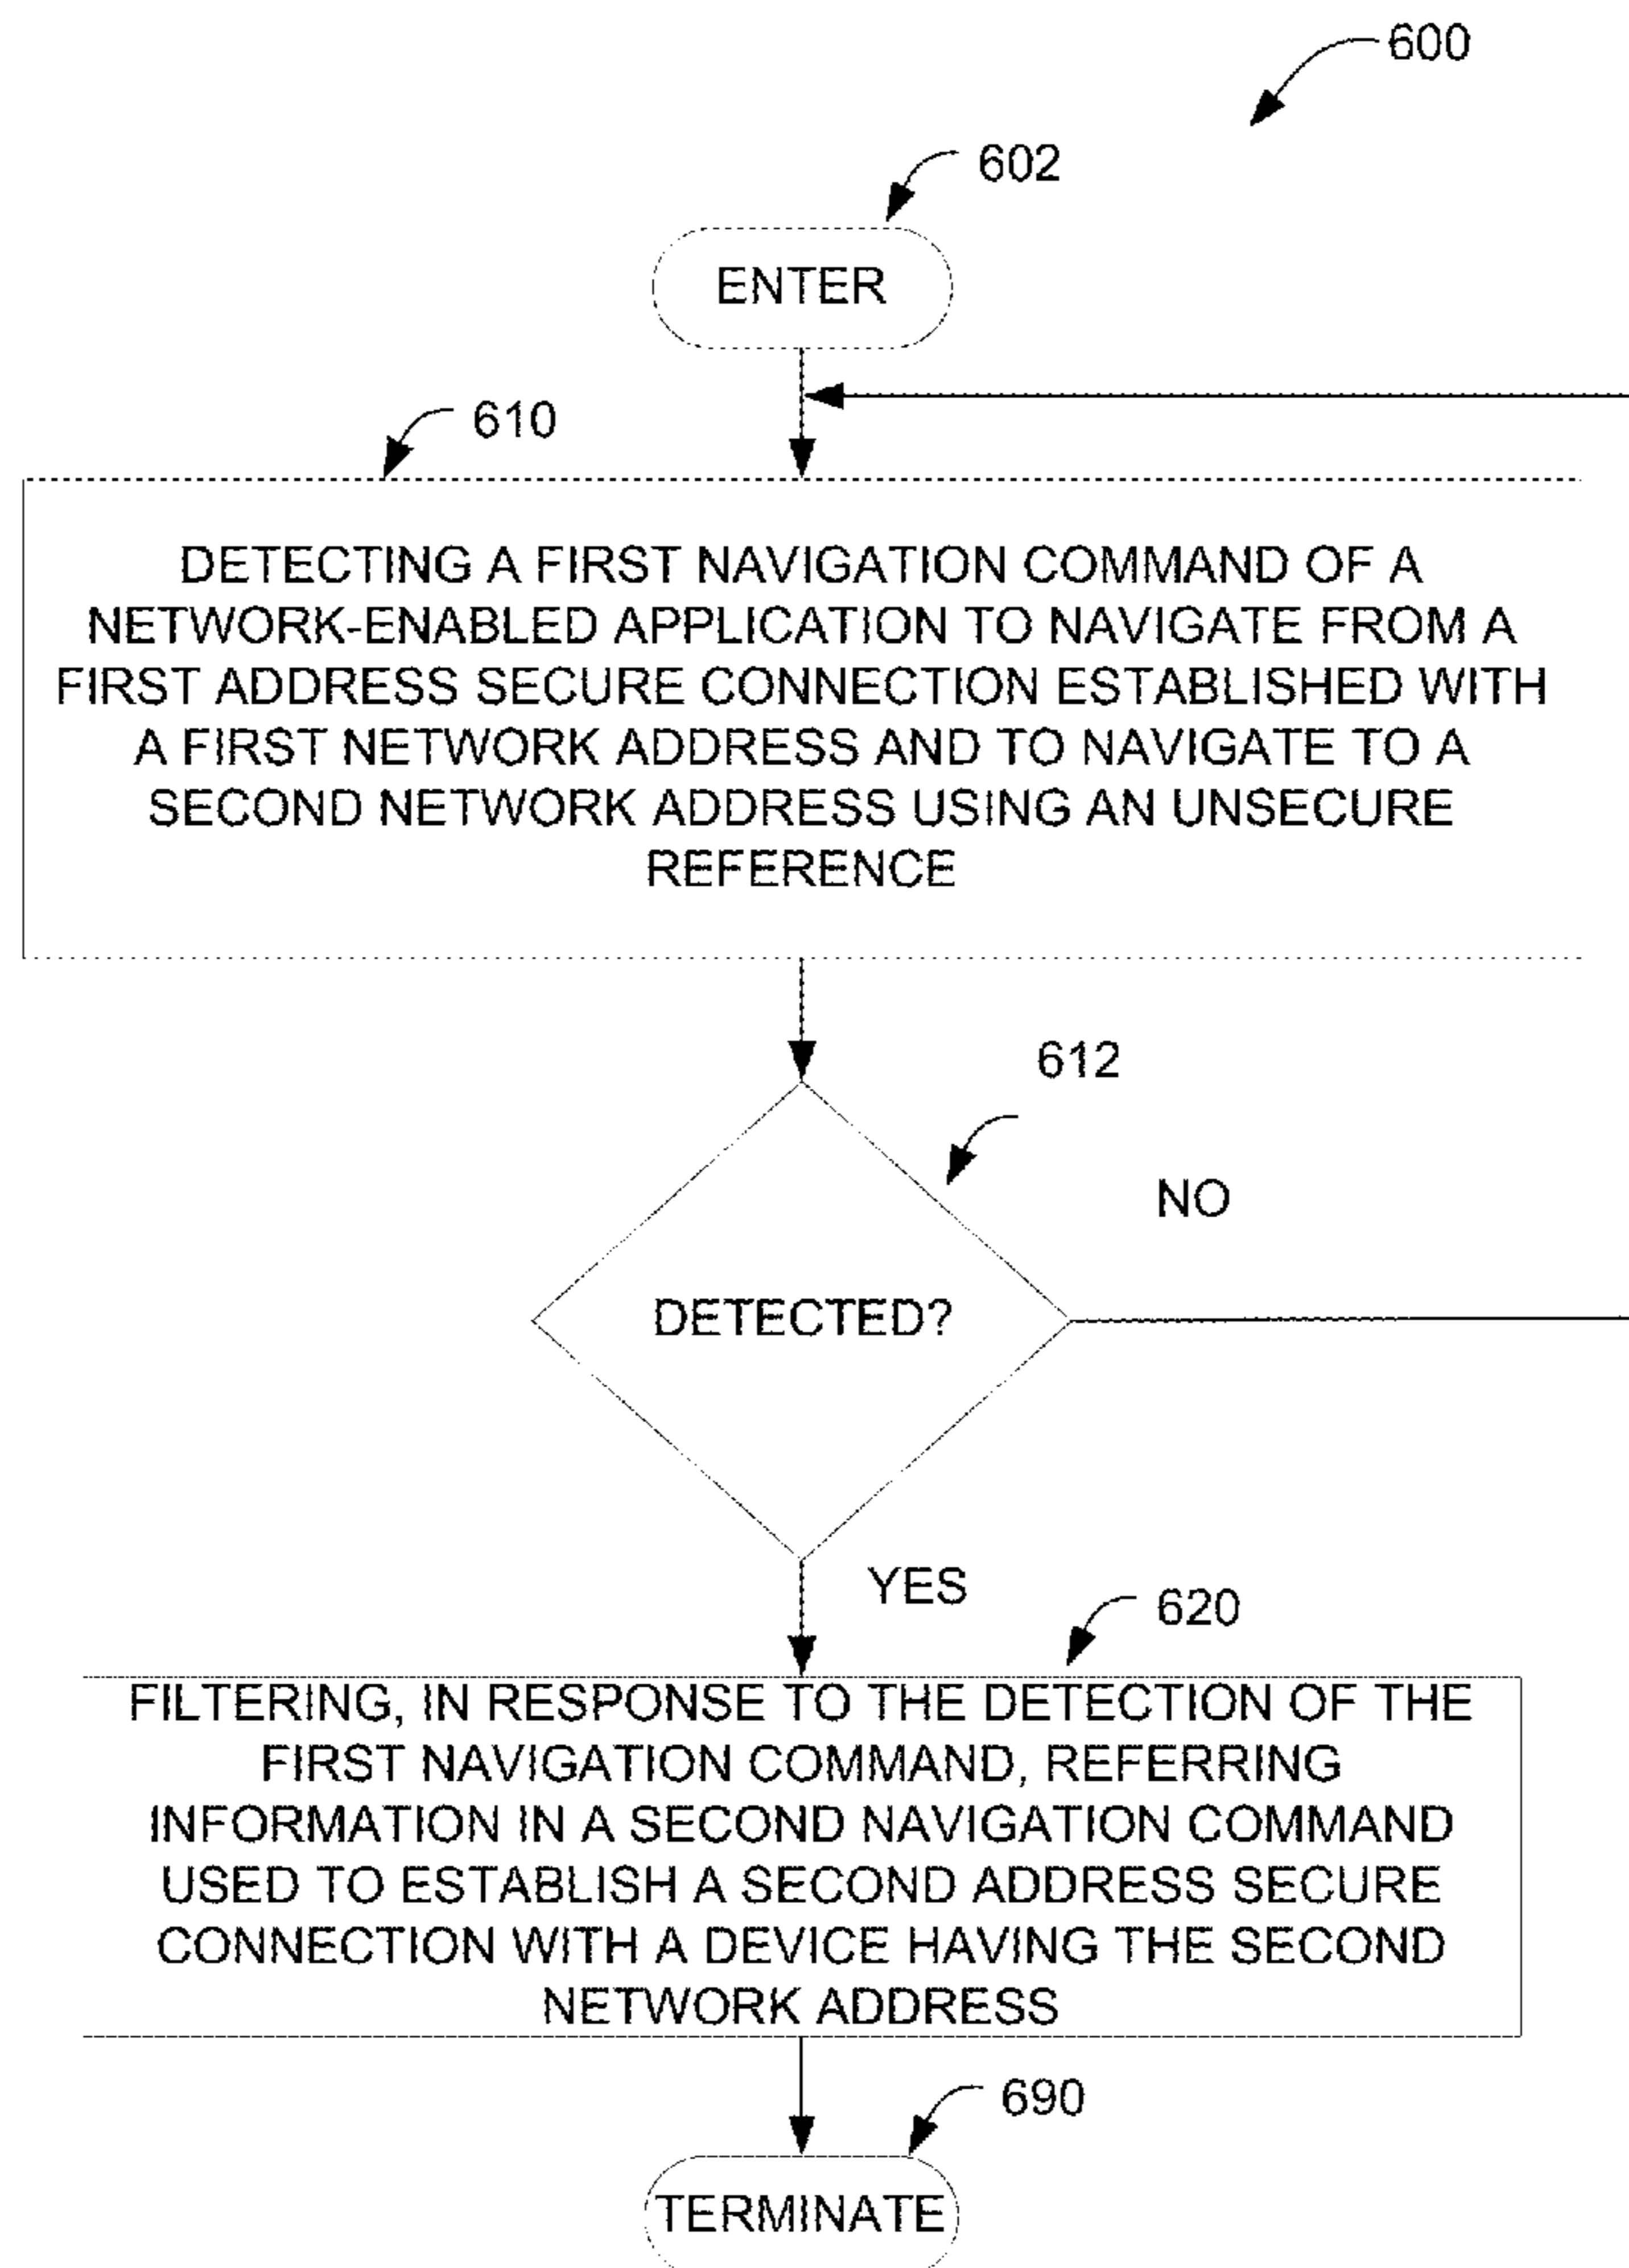 600
602
ENTER
610
DETECTING A FIRST NAVIGATION COMMAND OF A
NETWORK-ENABLED APPLICATION TO NAVIGATE FROM A
FIRST ADDRESS SECURE CONNECTION ESTABLISHED WITH
A FIRST NETWORK ADDRESS AND TO NAVIGATE TO A
SECOND NETWORK ADDRESS USING AN UNSECURE
REFERENCE
612
NO
DETECTED?
YES
620
FILTERING, IN RESPONSE TO THE DETECTION OF THE
FIRST NAVIGATION COMMAND, REFERRING
INFORMATION IN A SECOND NAVIGATION COMMAND
USED TO ESTABLISH A SECOND ADDRESS SECURE
CONNECTION WITH A DEVICE HAVING THE SECOND
NETWORK ADDRESS
690
TERMINATE